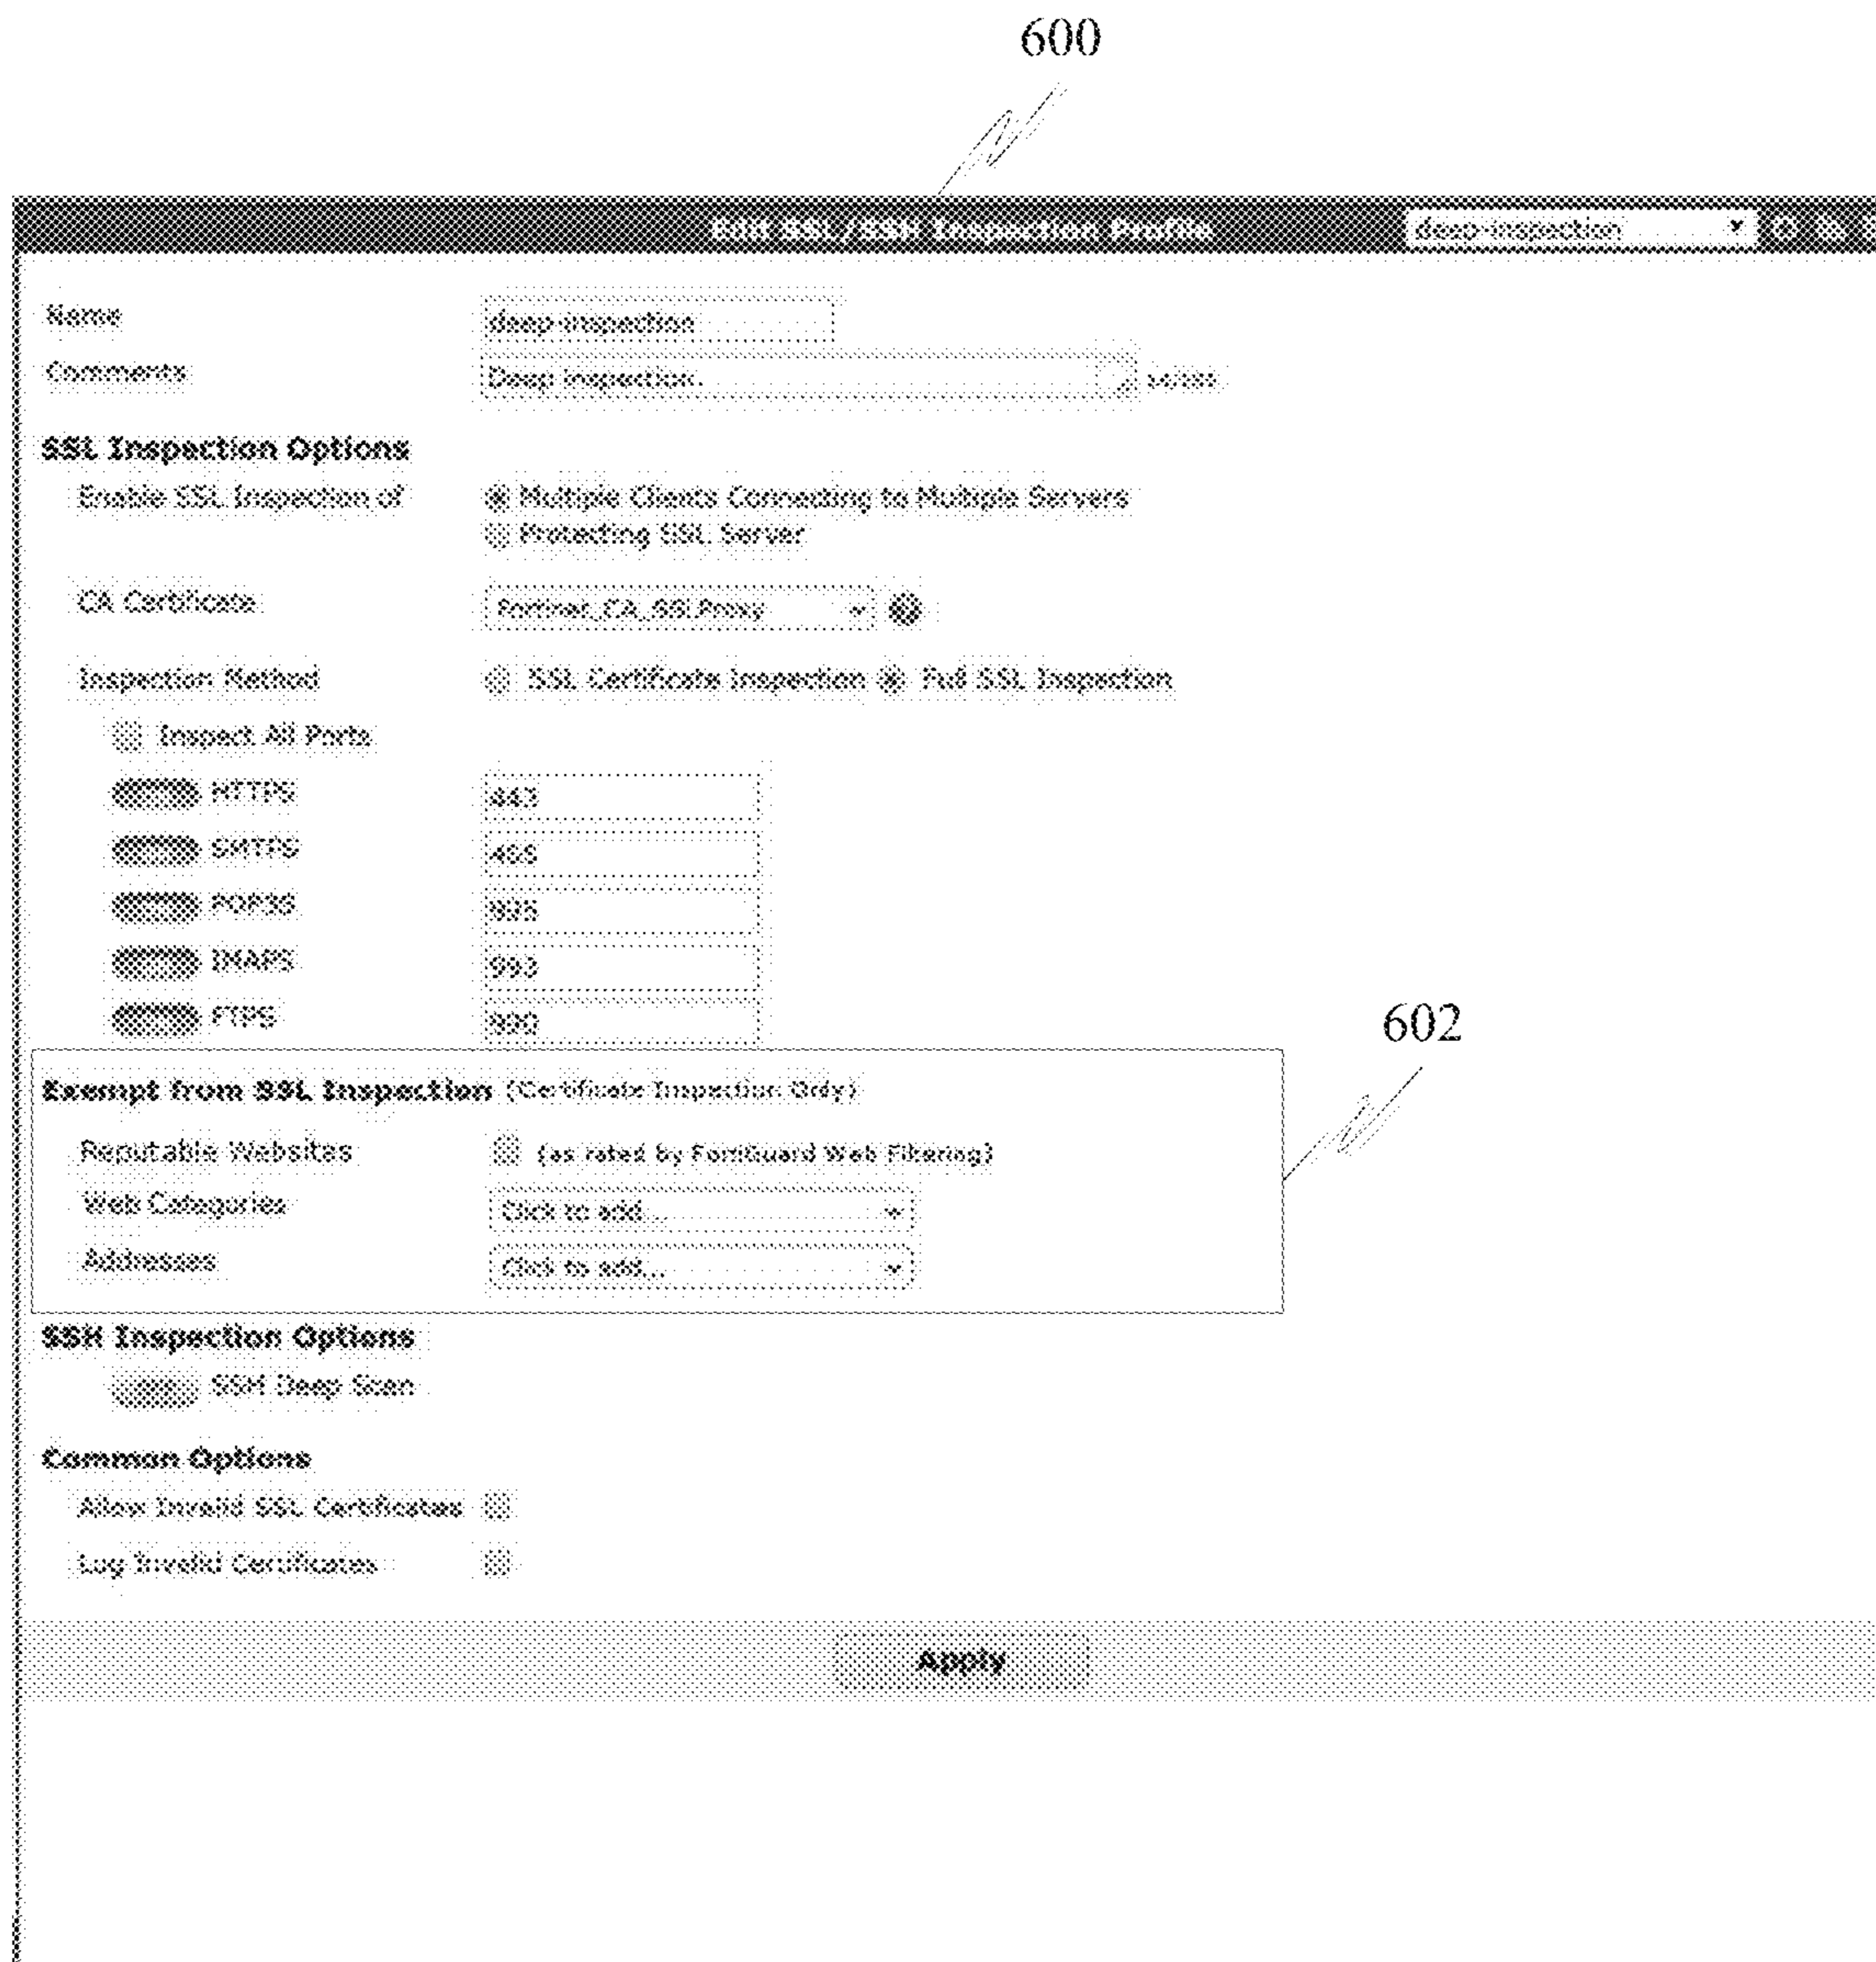 600
Edit SSL/SSH Inspection Profile deep-inspection
Name deep-inspection
Comments Deep Inspection.
SSL Inspection Options
Enable SSL Inspection of Multiple Clients Connecting to Multiple Servers
Protecting SSL Server
CA Certificate Fortinet_CA_SSLProxy
Inspection Method SSL Certificate Inspection Full SSL Inspection
Inspect All Ports
HTTPS 443
SMTPS 465
POP3S 995
IMAPS 993
FTPS 990
602
Exempt from SSL Inspection (Certificate Inspection Only)
Reputable Websites (as rated by FortiGuard Web Filtering)
Web Categories Click to add...
Addresses Click to add...
SSH Inspection Options
SSH Deep Scan
Common Options
Allow Invalid SSL Certificates
Log Invalid Certificates
Apply